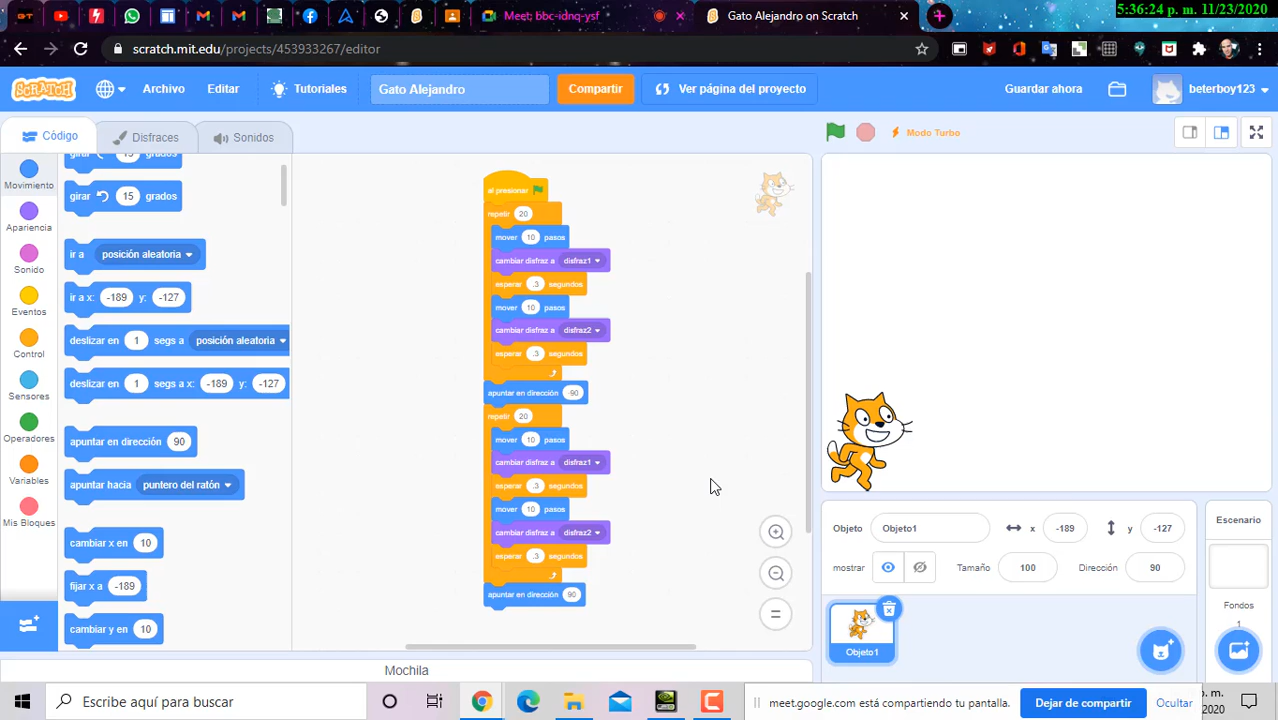 5:36:24 p. m. 11/23/2020
Meet: bbc-idnq-ysf
Gato Alejandro on Scratch
scratch.mit.edu/projects/453933267/editor
SCRATCH
Archivo
Editar
Tutoriales
Gato Alejandro
Compartir
Ver página del proyecto
Guardar ahora
beterboy123
Código
Disfraces
Sonidos
Modo Turbo
Movimiento
Apariencia
Sonido
Eventos
Control
Sensores
Operadores
Variables
Mis Bloques
girar 15 grados
girar 15 grados
ir a posición aleatoria
ir a x: -189 y: -127
deslizar en 1 segs a posición aleatoria
deslizar en 1 segs a x: -189 y: -127
apuntar en dirección 90
apuntar hacia puntero del ratón
cambiar x en 10
fijar x a -189
cambiar y en 10
al presionar
repetir 20
mover 10 pasos
cambiar disfraz a disfraz1
esperar .3 segundos
mover 10 pasos
cambiar disfraz a disfraz2
esperar .3 segundos
apuntar en dirección -90
repetir 20
mover 10 pasos
cambiar disfraz a disfraz1
esperar .3 segundos
mover 10 pasos
cambiar disfraz a disfraz2
esperar .3 segundos
apuntar en dirección 90
Objeto Objeto1 x -189 y -127
mostrar Tamaño 100 Dirección 90
Objeto1
Escenario
Fondos
1
Mochila
Escribe aquí para buscar
meet.google.com está compartiendo tu pantalla.
Dejar de compartir
Ocultar
p. m.
2020